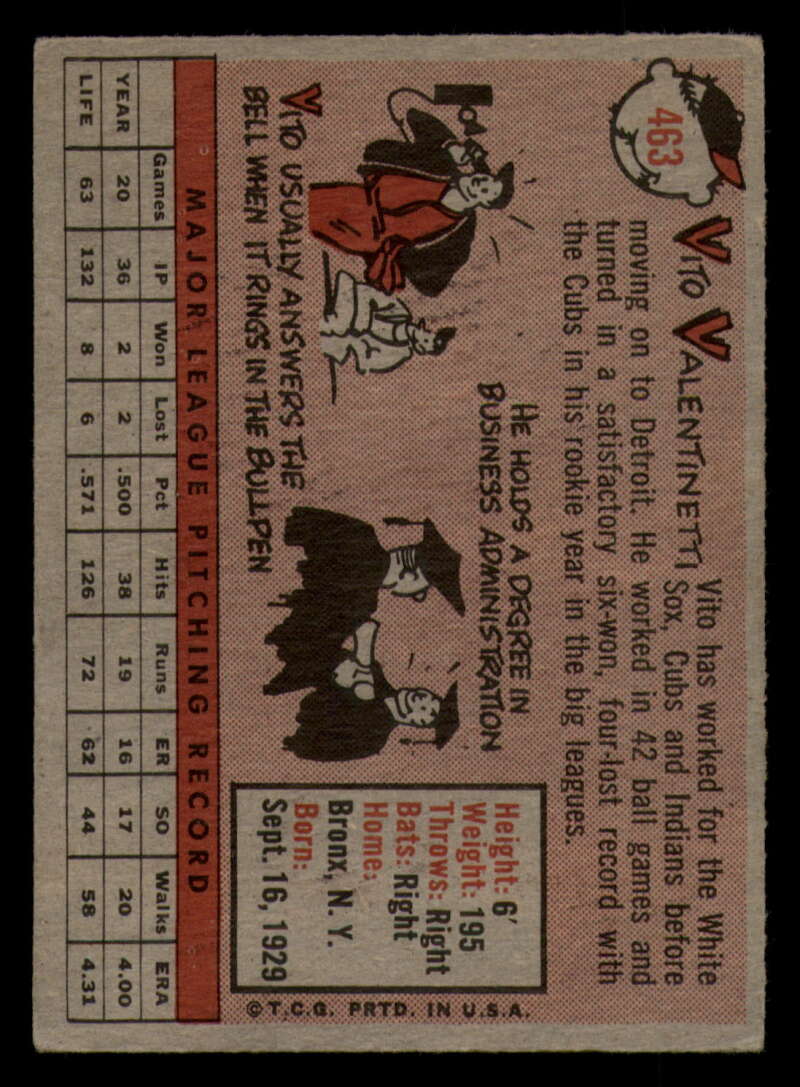 463
VITO VALENTINETTI
Vito has worked for the White
Sox, Cubs and Indians before
moving on to Detroit. He worked in 42 ball games and
turned in a satisfactory six-won, four-lost record with
the Cubs in his rookie year in the big leagues.
HE HOLDS A DEGREE IN
BUSINESS ADMINISTRATION
VITO USUALLY ANSWERS THE
BELL WHEN IT RINGS IN THE BULLPEN
Height: 6'
Weight: 195
Throws: Right
Bats: Right
Home:
Bronx, N. Y.
Born:
Sept. 16, 1929
© T.C.G. PRTD. IN U.S.A.
MAJOR LEAGUE PITCHING RECORD
Games IP Won Lost Pct Hits Runs ER SO Walks ERA
YEAR 20 36 2 2 .500 38 19 16 17 20 4.00
LIFE 63 132 8 6 .571 126 72 62 44 58 4.31